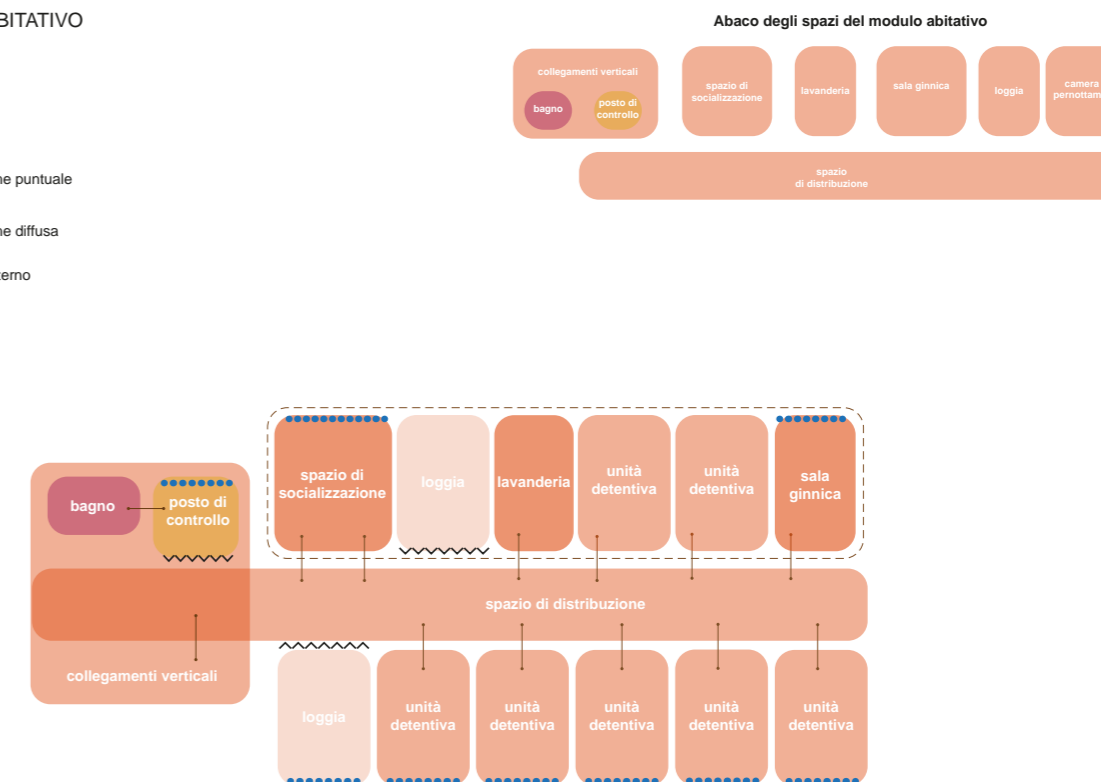 BITATIVO
Abaco degli spazi del modulo abitativo
collegamenti verticali
bagno
posto di
controllo
spazio di
socializzazione
lavanderia
sala ginnica
loggia
camera
pernottam
spazio
di distribuzione
ne puntuale
ne diffusa
terno
bagno
posto di
controllo
spazio di
socializzazione
loggia
lavanderia
unità
detentiva
unità
detentiva
sala
ginnica
spazio di distribuzione
collegamenti verticali
loggia
unità
detentiva
unità
detentiva
unità
detentiva
unità
detentiva
unità
detentiva